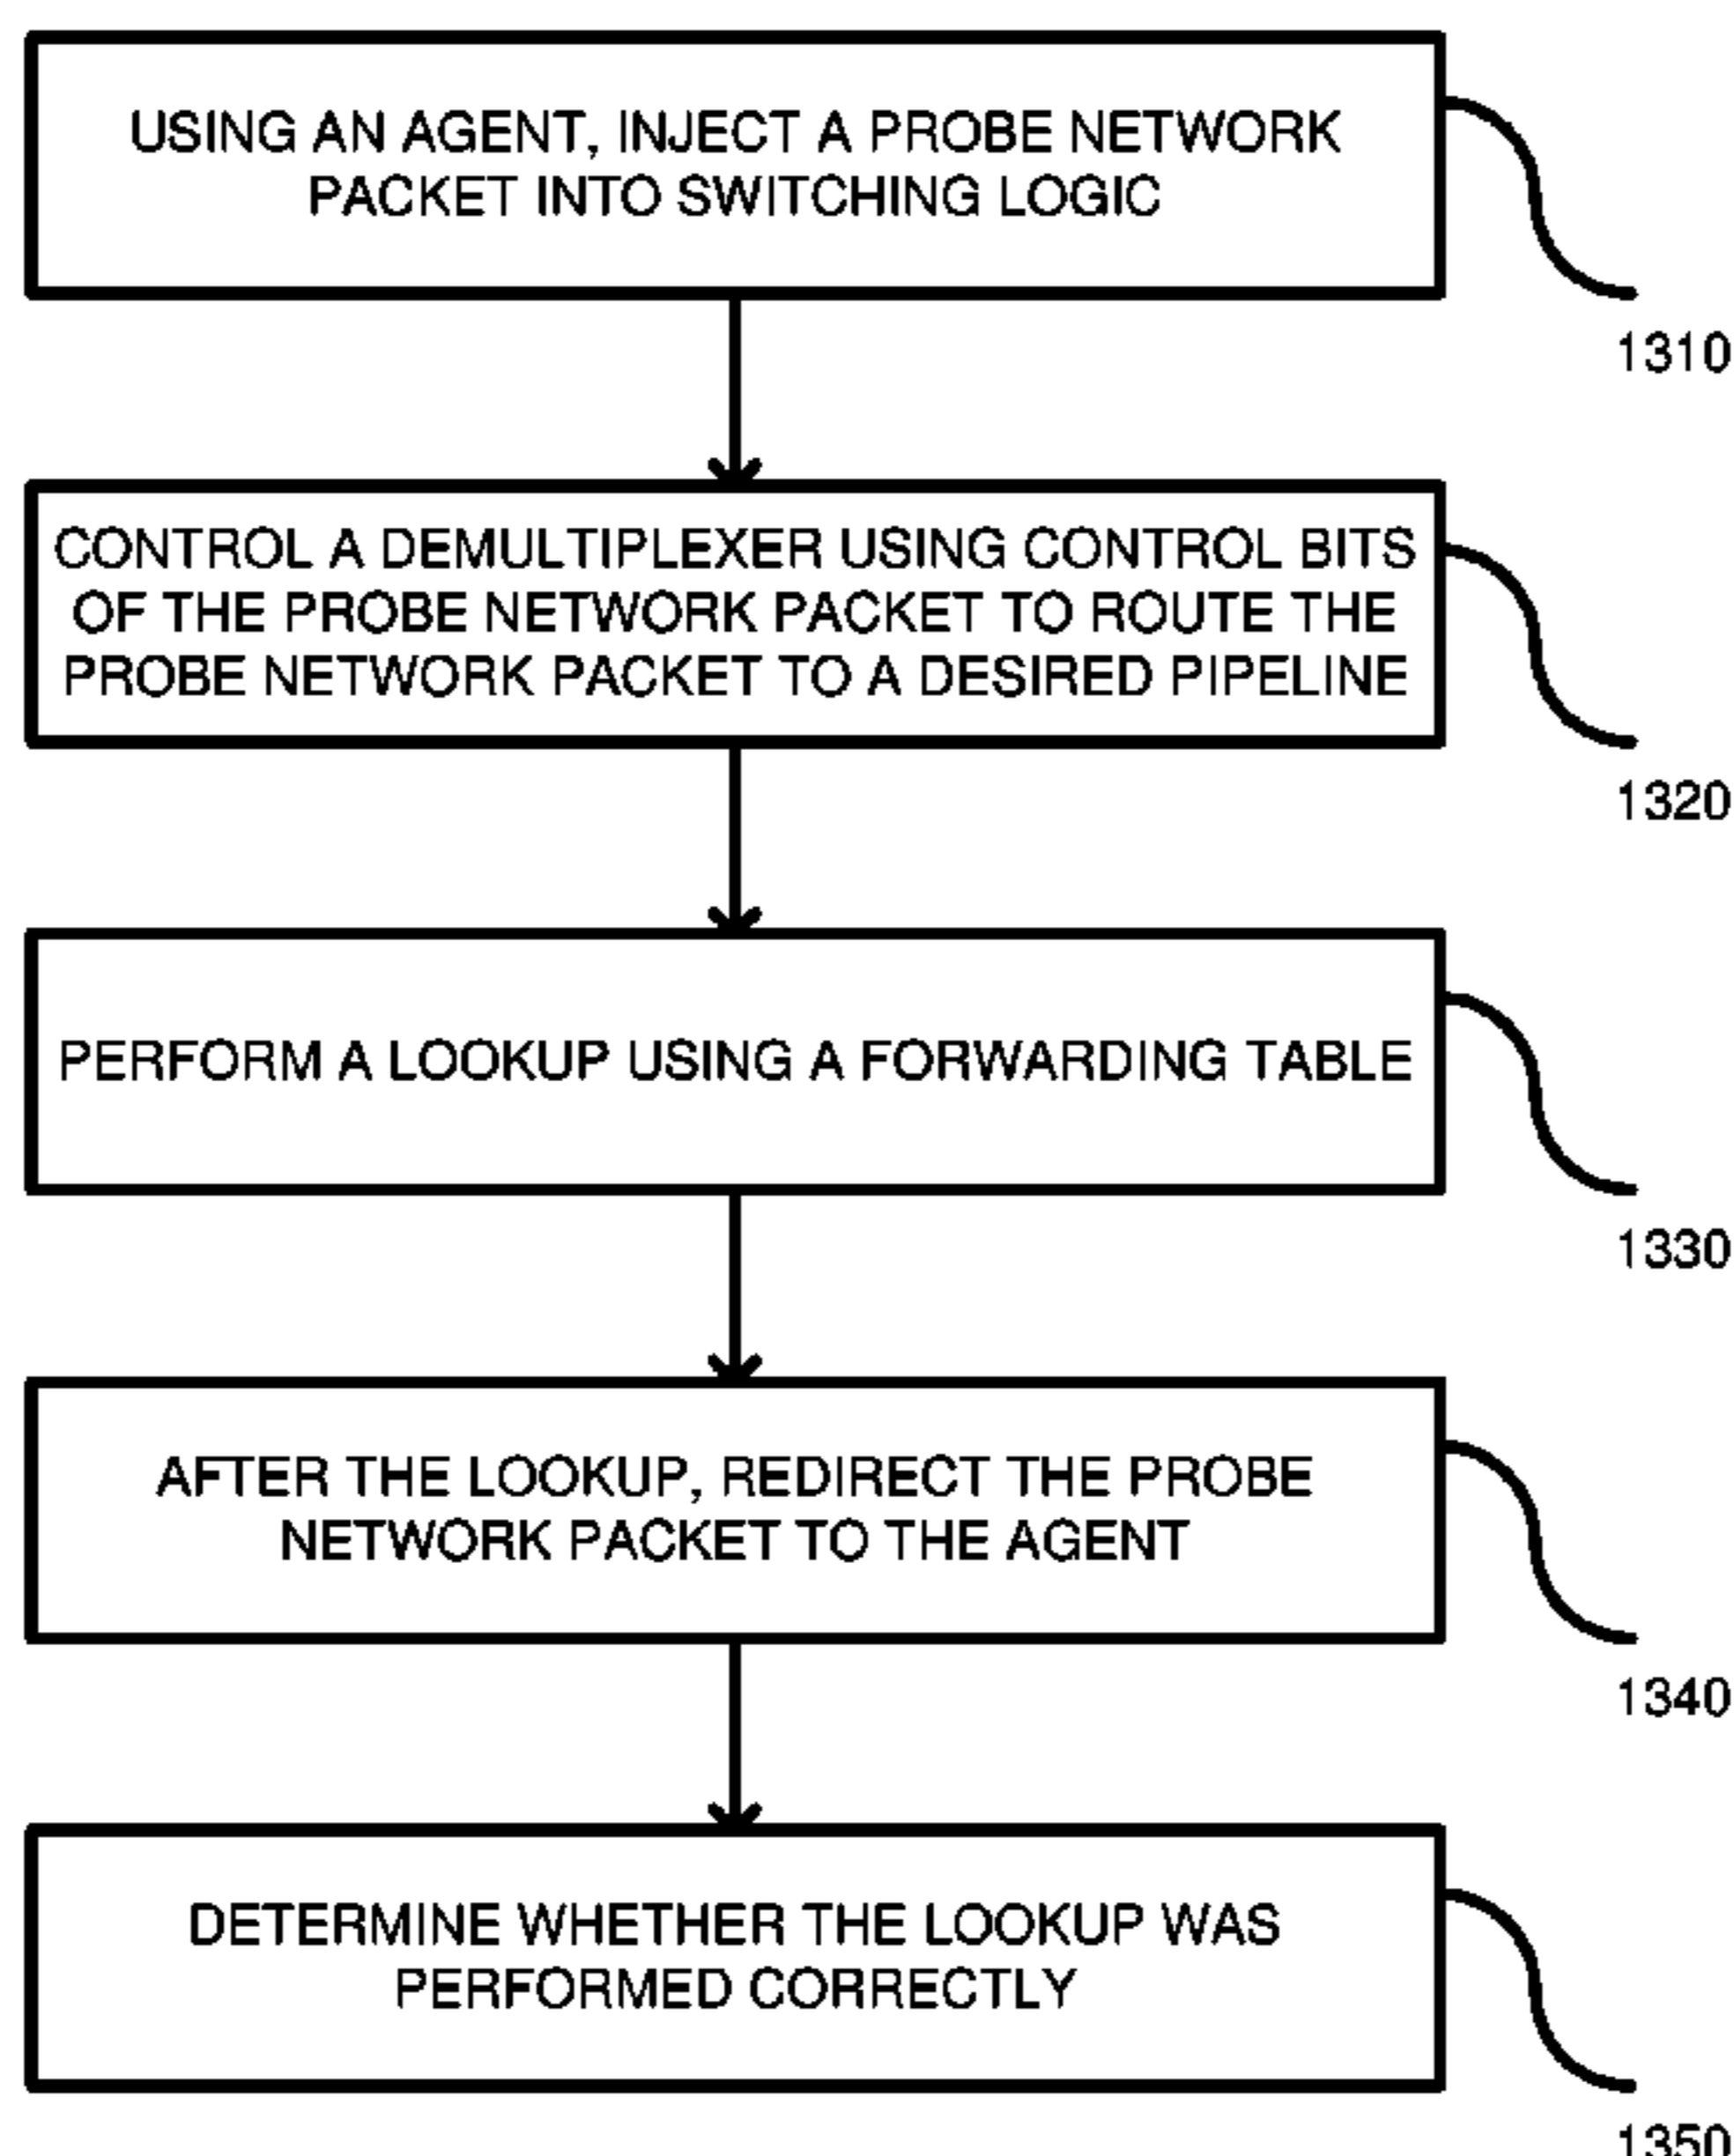 USING AN AGENT, INJECT A PROBE NETWORK
PACKET INTO SWITCHING LOGIC
1310
CONTROL A DEMULTIPLEXER USING CONTROL BITS
OF THE PROBE NETWORK PACKET TO ROUTE THE
PROBE NETWORK PACKET TO A DESIRED PIPELINE
1320
PERFORM A LOOKUP USING A FORWARDING TABLE
1330
AFTER THE LOOKUP, REDIRECT THE PROBE
NETWORK PACKET TO THE AGENT
1340
DETERMINE WHETHER THE LOOKUP WAS
PERFORMED CORRECTLY
1350